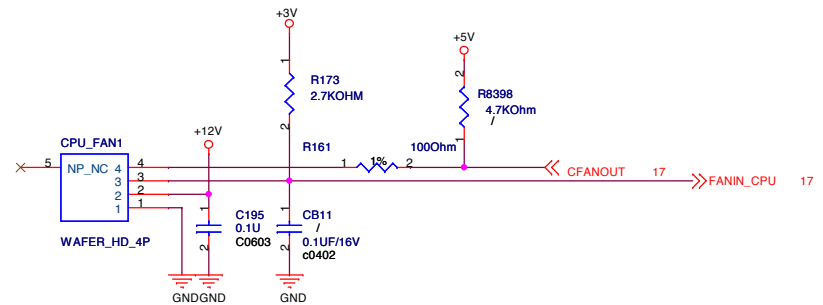 +3V
+5V
1
2
R173
2.7KOHM
R8398
4.7KOhm
/
2
1
+12V
R161
100Ohm
CPU_FAN1
1
1%
2
5
NP_NC
4
4
3
3
2
2
1
1
CFANOUT
17
FANIN_CPU
17
1
C195
0.1U
C0603
2
1
CB11
/
0.1UF/16V
c0402
2
WAFER_HD_4P
GND
GND
GND